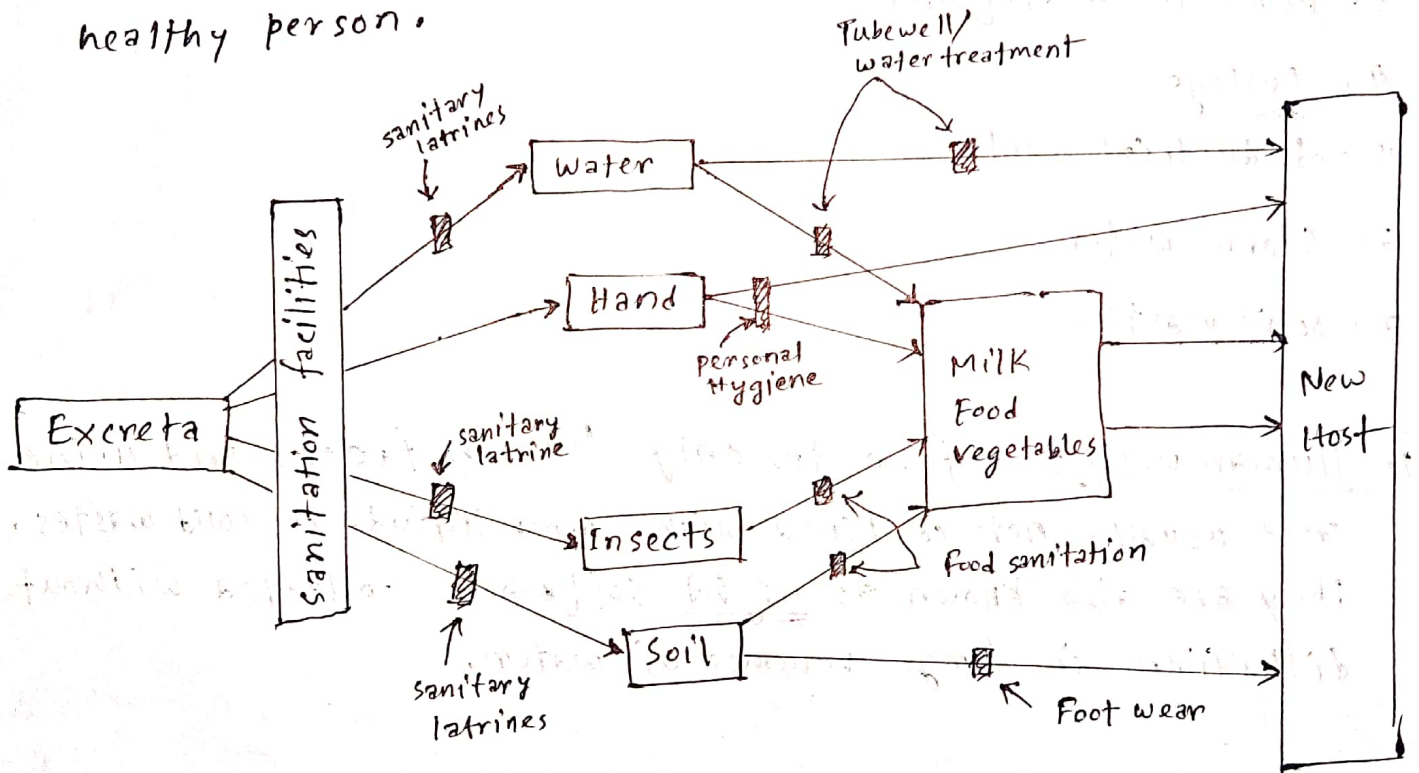 healthy person.
Tubewell/
water treatment
sanitary
latrines
Water
sanitation facilities
Hand
personal
Hygiene
Milk
Food
vegetables
New
Host
Excreta
sanitary
latrine
Insects
Food sanitation
Soil
sanitary
latrines
Foot wear